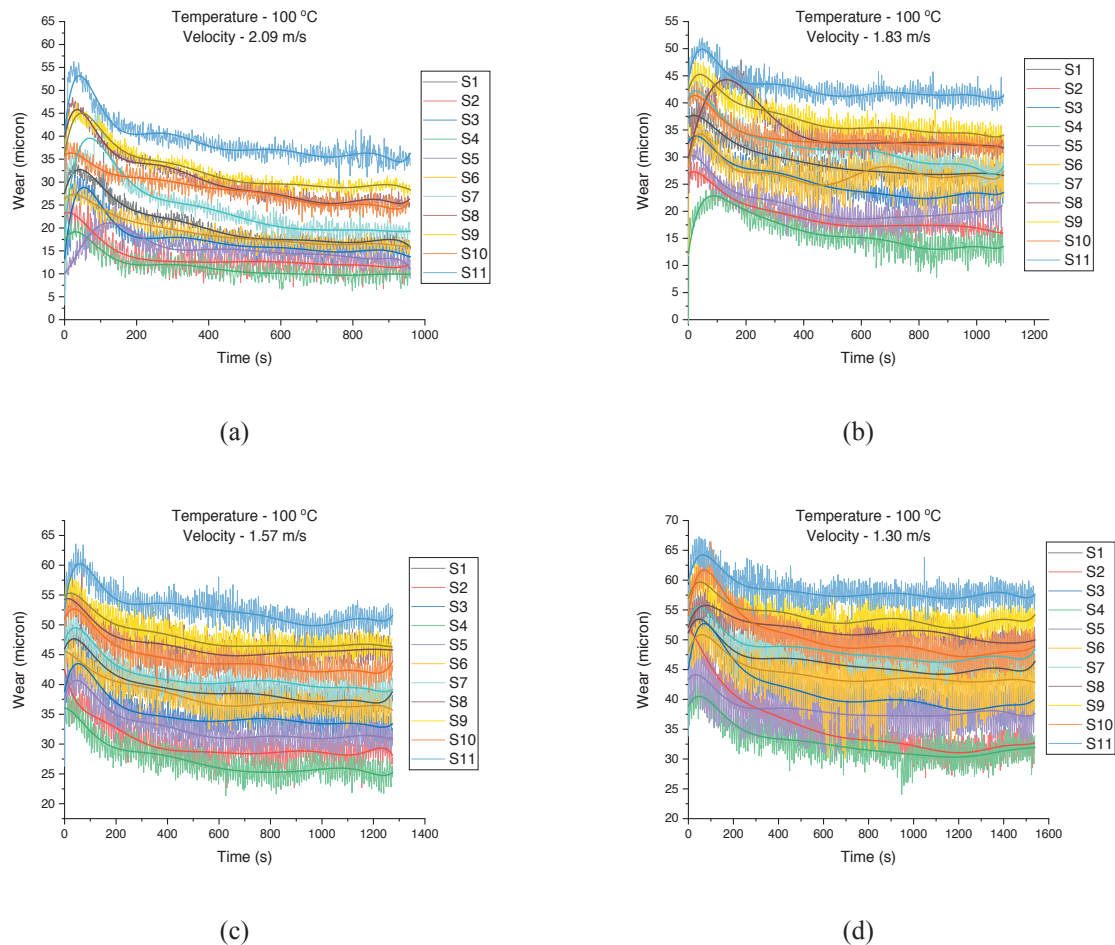 Temperature - 100 °C
Velocity - 2.09 m/s
Wear (micron)
65
60
55
50
45
40
35
30
25
20
15
10
5
0
0 200 400 600 800 1000
Time (s)
S1
S2
S3
S4
S5
S6
S7
S8
S9
S10
S11
(a)
Temperature - 100 °C
Velocity - 1.83 m/s
Wear (micron)
55
50
45
40
35
30
25
20
15
10
5
0
0 200 400 600 800 1000 1200
Time (s)
S1
S2
S3
S4
S5
S6
S7
S8
S9
S10
S11
(b)
Temperature - 100 °C
Velocity - 1.57 m/s
Wear (micron)
65
60
55
50
45
40
35
30
25
20
0 200 400 600 800 1000 1200 1400
Time (s)
S1
S2
S3
S4
S5
S6
S7
S8
S9
S10
S11
(c)
Temperature - 100 °C
Velocity - 1.30 m/s
Wear (micron)
70
65
60
55
50
45
40
35
30
25
20
0 200 400 600 800 1000 1200 1400 1600
Time (s)
S1
S2
S3
S4
S5
S6
S7
S8
S9
S10
S11
(d)